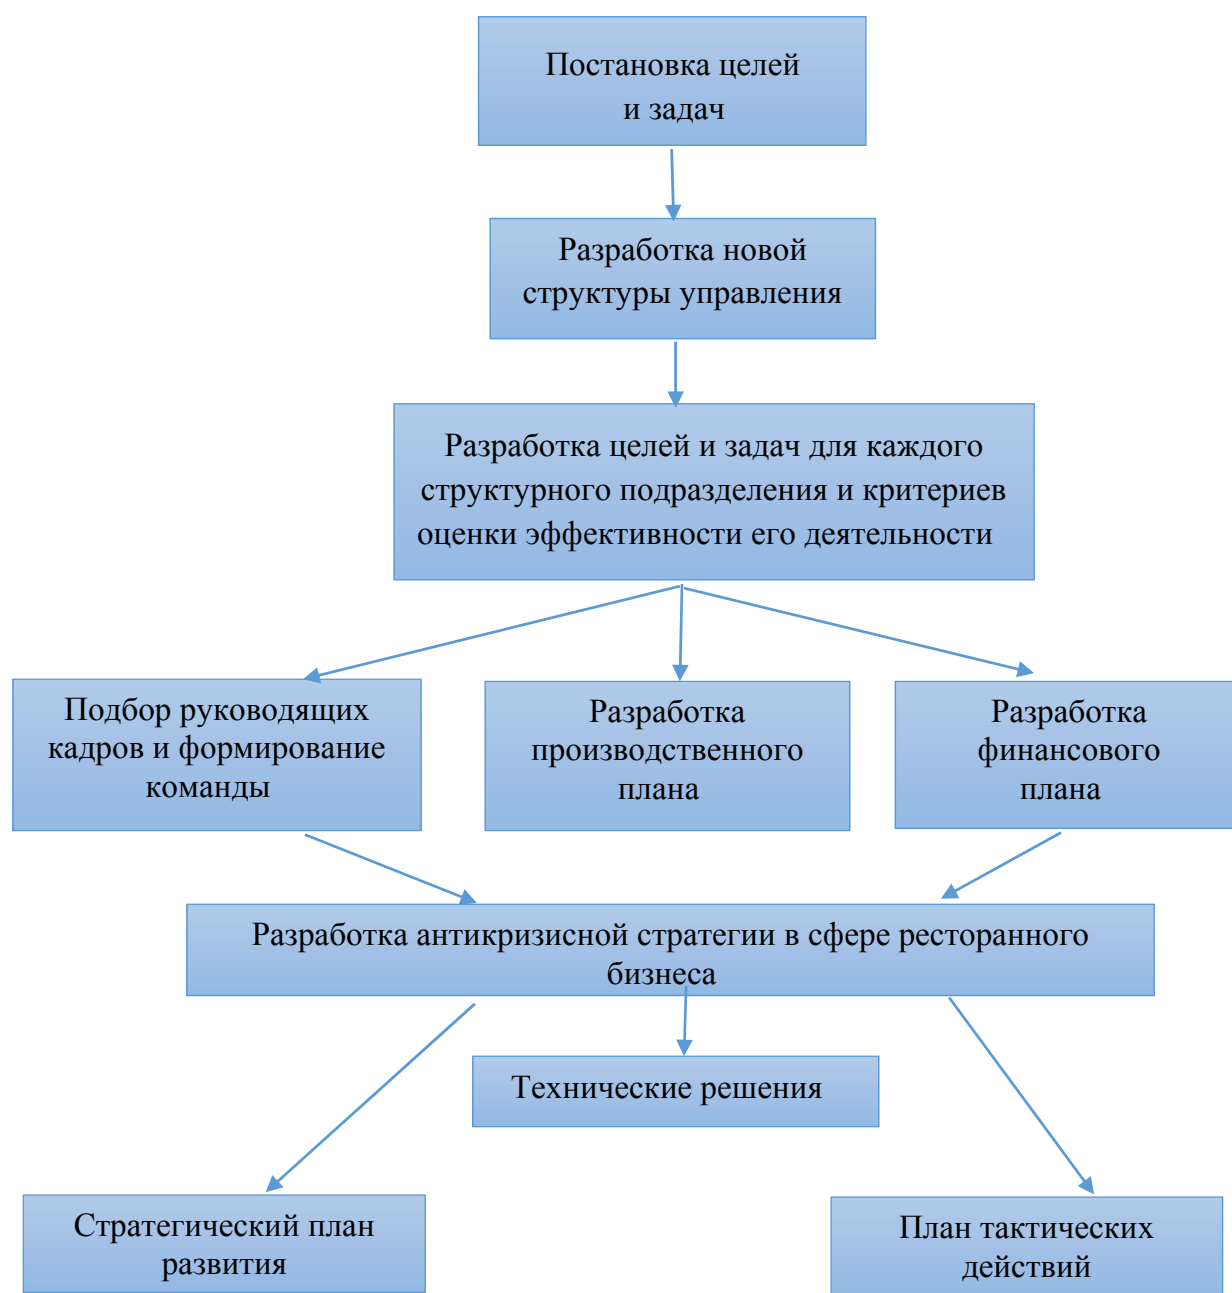 Постановка целей
и задач
Разработка новой
структуры управления
Разработка целей и задач для каждого
структурного подразделения и критериев
оценки эффективности его деятельности
Подбор руководящих
кадров и формирование
команды
Разработка
производственного
плана
Разработка
финансового
плана
Разработка антикризисной стратегии в сфере ресторанного
бизнеса
Технические решения
Стратегический план
развития
План тактических
действий